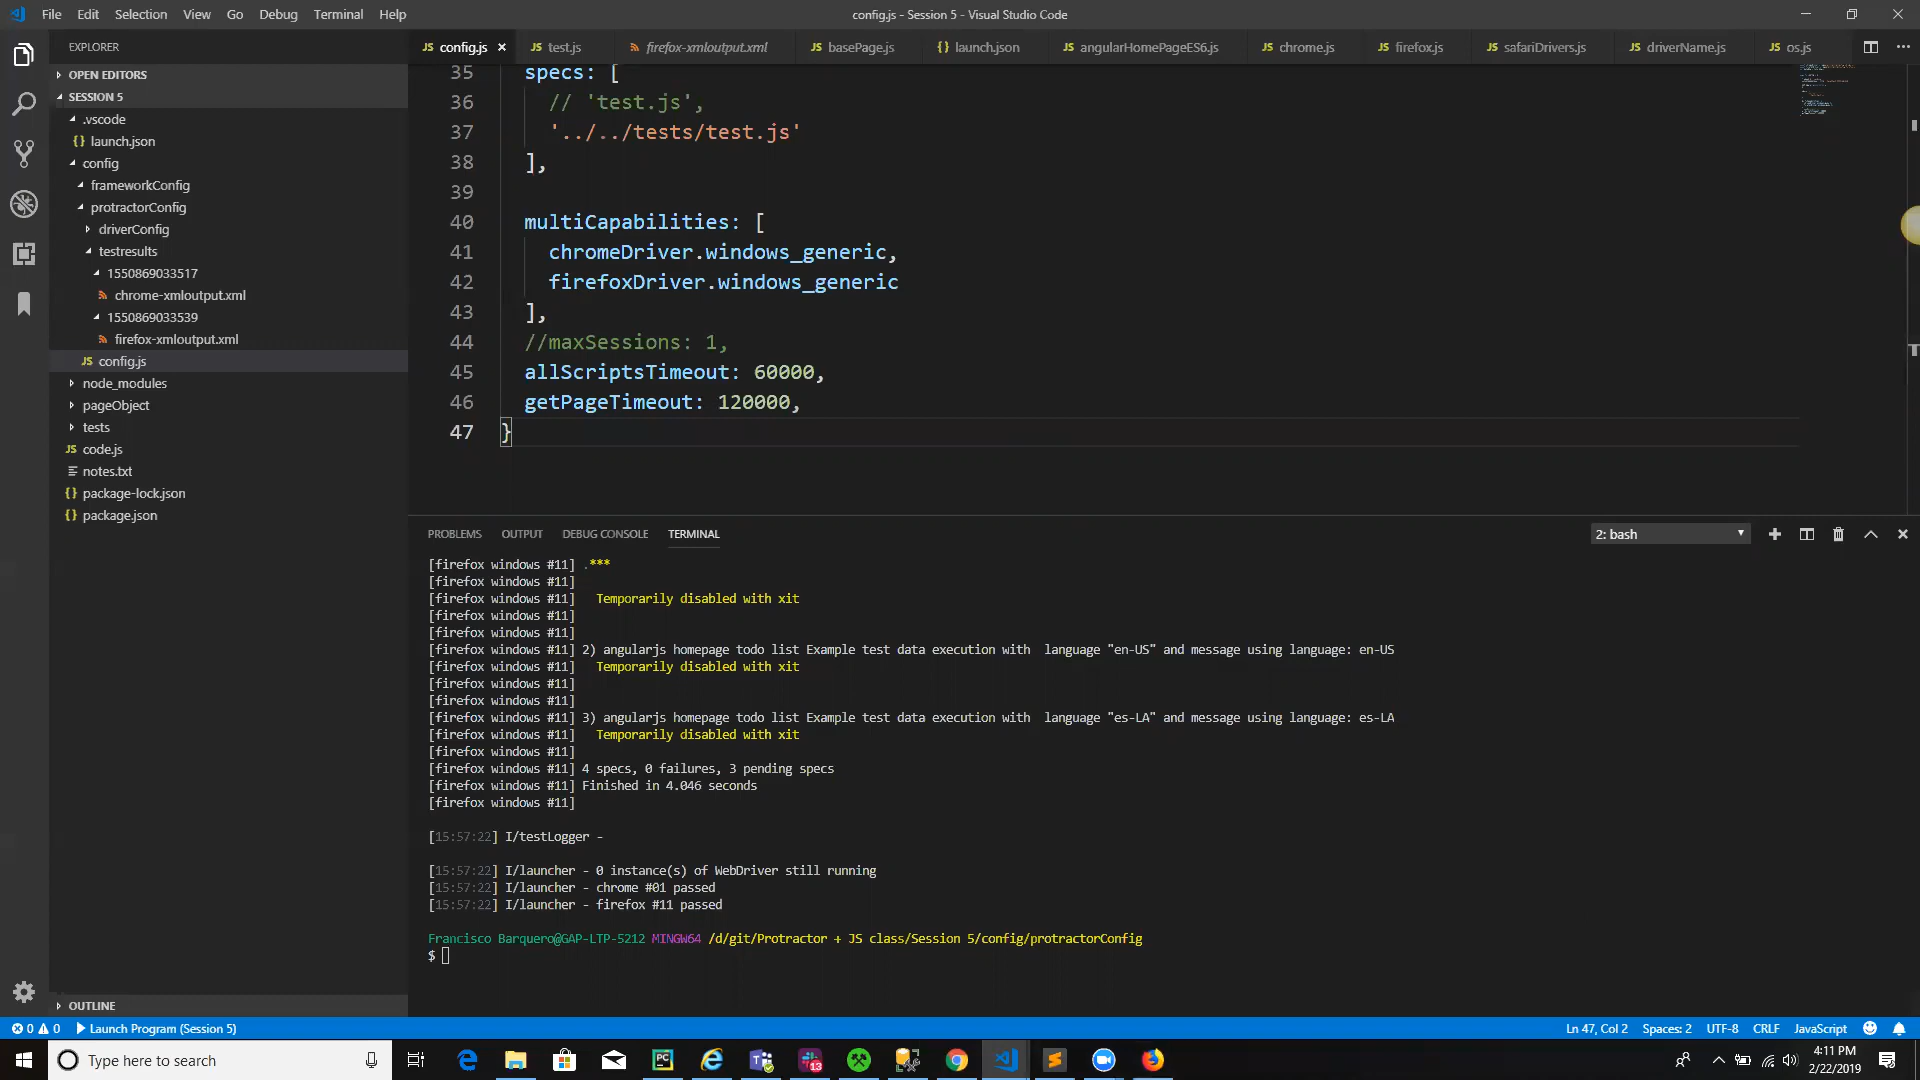 File Edit Selection View Go Debug Terminal Help
config.js - Session 5 - Visual Studio Code
EXPLORER
config.js
test.js
firefox-xmloutput.xml
basePage.js
launch.json
angularHomePageES6.js
chrome.js
firefox.js
safariDrivers.js
driverName.js
os.js
OPEN EDITORS
SESSION 5
.vscode
launch.json
config
frameworkConfig
protractorConfig
driverConfig
testresults
1550869033517
chrome-xmloutput.xml
1550869033539
firefox-xmloutput.xml
config.js
node_modules
pageObject
tests
code.js
notes.txt
package-lock.json
package.json
OUTLINE
35 specs: [
36 // 'test.js',
37 '../../tests/test.js'
38 ],
39
40 multiCapabilities: [
41 chromeDriver.windows_generic,
42 firefoxDriver.windows_generic
43 ],
44 //maxSessions: 1,
45 allScriptsTimeout: 60000,
46 getPageTimeout: 120000,
47 }
PROBLEMS OUTPUT DEBUG CONSOLE TERMINAL
2: bash
[firefox windows #11] .***
[firefox windows #11]
[firefox windows #11] Temporarily disabled with xit
[firefox windows #11]
[firefox windows #11]
[firefox windows #11] 2) angularjs homepage todo list Example test data execution with language "en-US" and message using language: en-US
[firefox windows #11] Temporarily disabled with xit
[firefox windows #11]
[firefox windows #11]
[firefox windows #11] 3) angularjs homepage todo list Example test data execution with language "es-LA" and message using language: es-LA
[firefox windows #11] Temporarily disabled with xit
[firefox windows #11]
[firefox windows #11] 4 specs, 0 failures, 3 pending specs
[firefox windows #11] Finished in 4.046 seconds
[firefox windows #11]
[15:57:22] I/testLogger -
[15:57:22] I/launcher - 0 instance(s) of WebDriver still running
[15:57:22] I/launcher - chrome #01 passed
[15:57:22] I/launcher - firefox #11 passed
Francisco Barquero@GAP-LTP-5212 MINGW64 /d/git/Protractor + JS class/Session 5/config/protractorConfig
$
0 0 Launch Program (Session 5)
Ln 47, Col 2 Spaces: 2 UTF-8 CRLF JavaScript
Type here to search
4:11 PM
2/22/2019